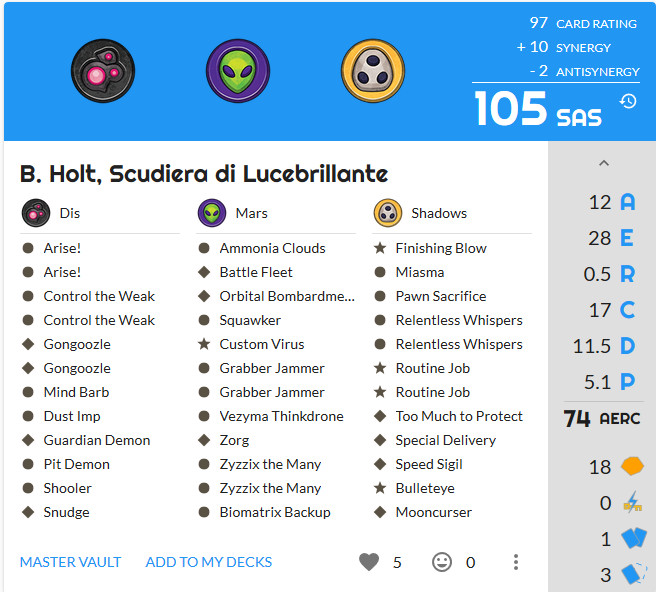 97 CARD RATING
+ 10 SYNERGY
- 2 ANTISYNERGY
105 SAS
B. Holt, Scudiera di Lucebrillante
Dis
Arise!
Arise!
Control the Weak
Control the Weak
Gongoozle
Gongoozle
Mind Barb
Dust Imp
Guardian Demon
Pit Demon
Shooler
Snudge
Mars
Ammonia Clouds
Battle Fleet
Orbital Bombardme...
Squawker
Custom Virus
Grabber Jammer
Grabber Jammer
Vezyma Thinkdrone
Zorg
Zyzzix the Many
Zyzzix the Many
Biomatrix Backup
Shadows
Finishing Blow
Miasma
Pawn Sacrifice
Relentless Whispers
Relentless Whispers
Routine Job
Routine Job
Too Much to Protect
Special Delivery
Speed Sigil
Bulleteye
Mooncurser
MASTER VAULT
ADD TO MY DECKS
5
0
12 A
28 E
0.5 R
17 C
11.5 D
5.1 P
74 AERC
18
0
1
3